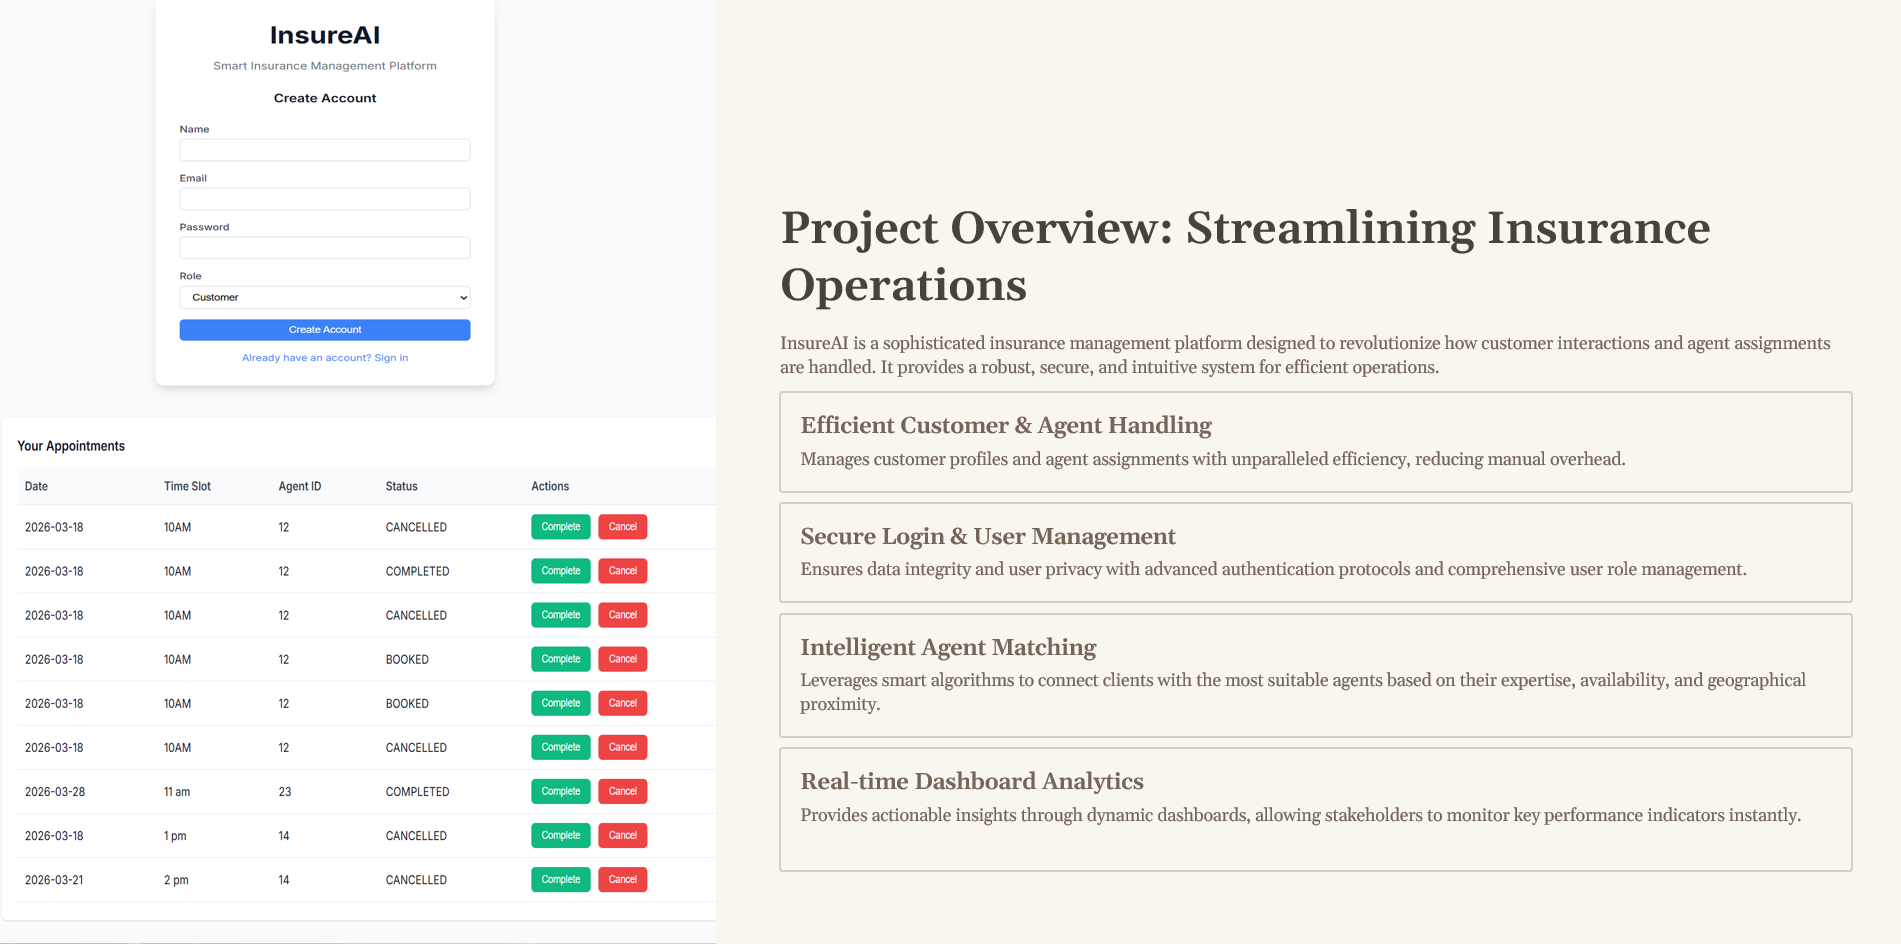 InsureAI
Smart Insurance Management Platform
Create Account
Name
Email
Password
Role
Customer
Create Account
Already have an account? Sign in
Your Appointments
Date Time Slot Agent ID Status Actions
2026-03-18 10AM 12 CANCELLED Complete Cancel
2026-03-18 10AM 12 COMPLETED Complete Cancel
2026-03-18 10AM 12 CANCELLED Complete Cancel
2026-03-18 10AM 12 BOOKED Complete Cancel
2026-03-18 10AM 12 BOOKED Complete Cancel
2026-03-18 10AM 12 CANCELLED Complete Cancel
2026-03-28 11 am 23 COMPLETED Complete Cancel
2026-03-18 1 pm 14 CANCELLED Complete Cancel
2026-03-21 2 pm 14 CANCELLED Complete Cancel
Project Overview: Streamlining Insurance
Operations
InsureAI is a sophisticated insurance management platform designed to revolutionize how customer interactions and agent assignments
are handled. It provides a robust, secure, and intuitive system for efficient operations.
Efficient Customer & Agent Handling
Manages customer profiles and agent assignments with unparalleled efficiency, reducing manual overhead.
Secure Login & User Management
Ensures data integrity and user privacy with advanced authentication protocols and comprehensive user role management.
Intelligent Agent Matching
Leverages smart algorithms to connect clients with the most suitable agents based on their expertise, availability, and geographical
proximity.
Real-time Dashboard Analytics
Provides actionable insights through dynamic dashboards, allowing stakeholders to monitor key performance indicators instantly.